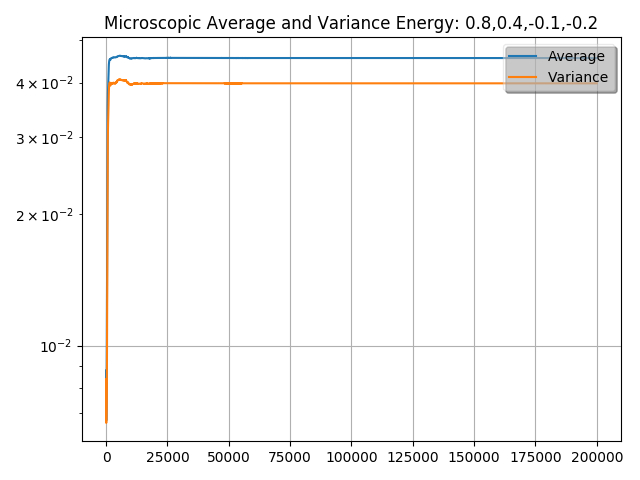 Microscopic Average and Variance Energy: 0.8,0.4,-0.1,-0.2
Average
Variance
4 × 10⁻²
3 × 10⁻²
2 × 10⁻²
10⁻²
0 25000 50000 75000 100000 125000 150000 175000 200000